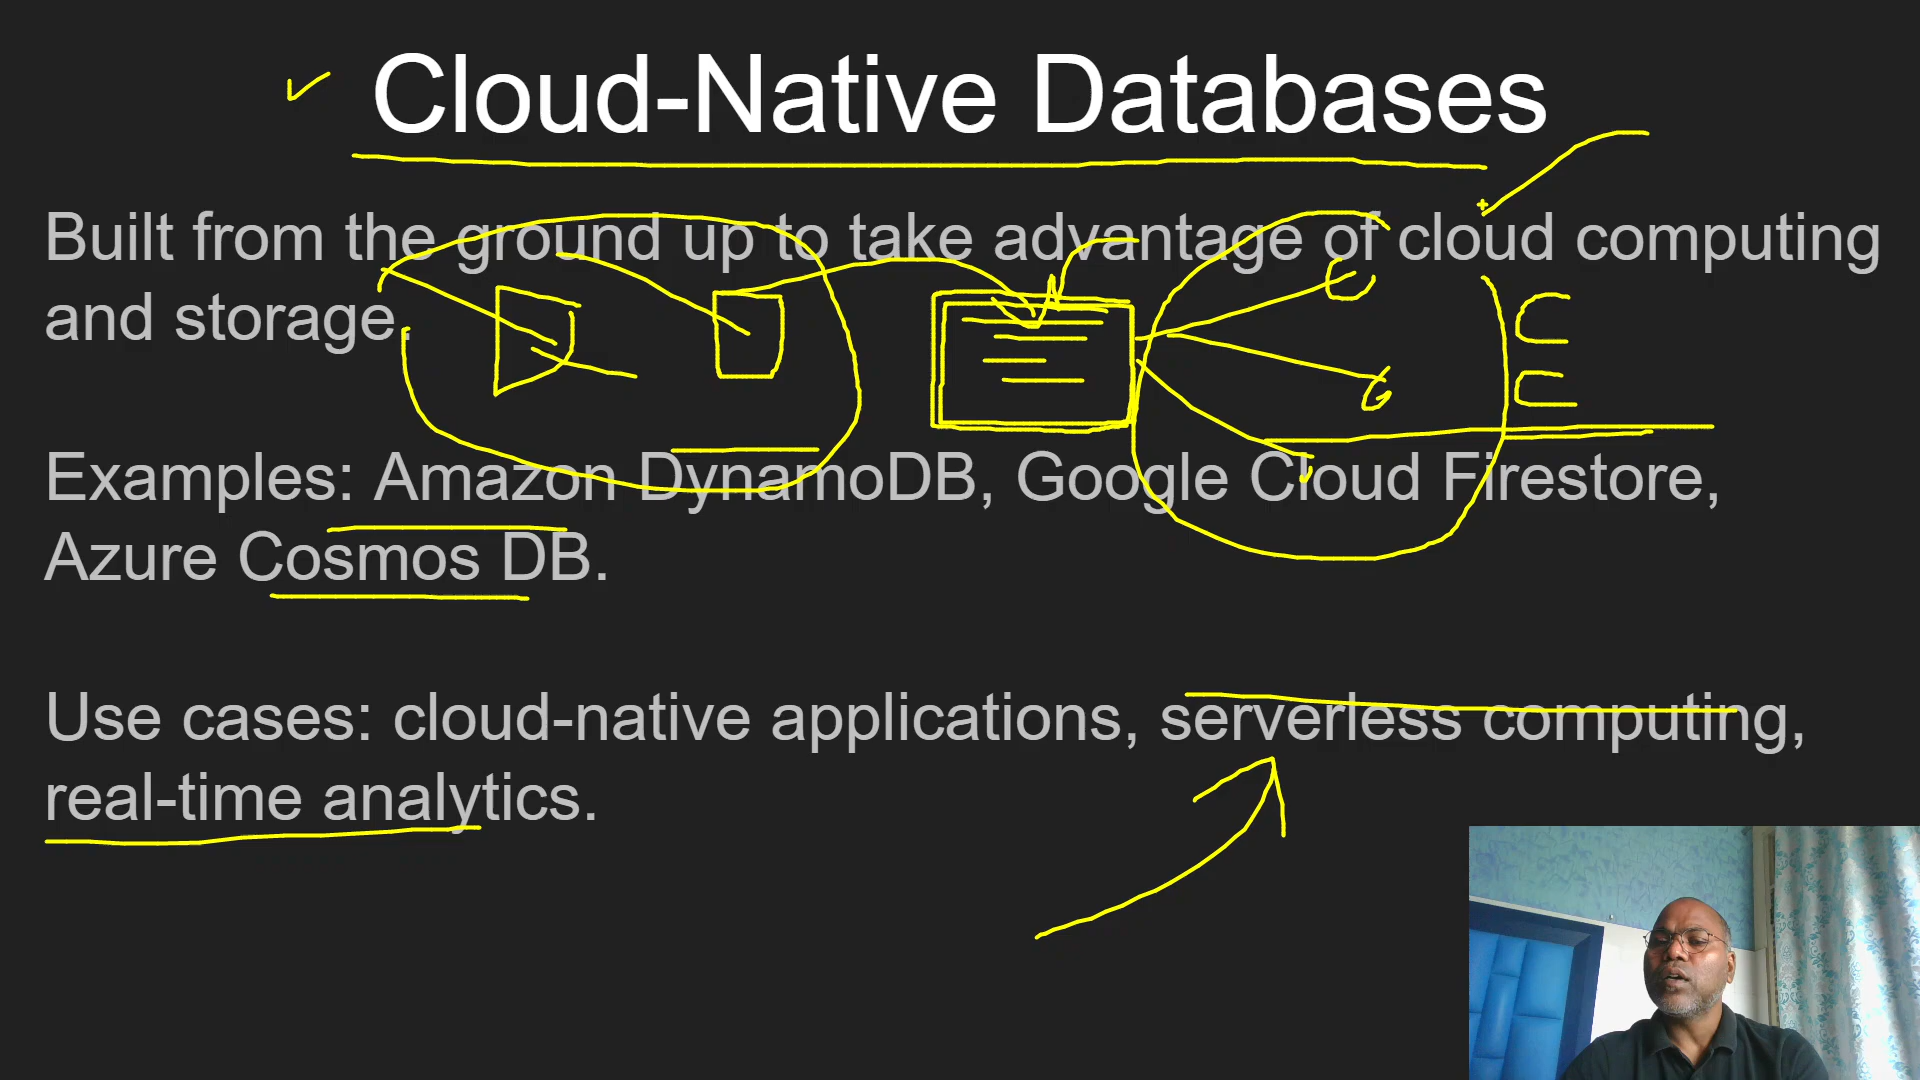 Cloud-Native Databases
Built from the ground up to take advantage of cloud computing
and storage.
Examples: Amazon DynamoDB, Google Cloud Firestore,
Azure Cosmos DB.
Use cases: cloud-native applications, serverless computing,
real-time analytics.